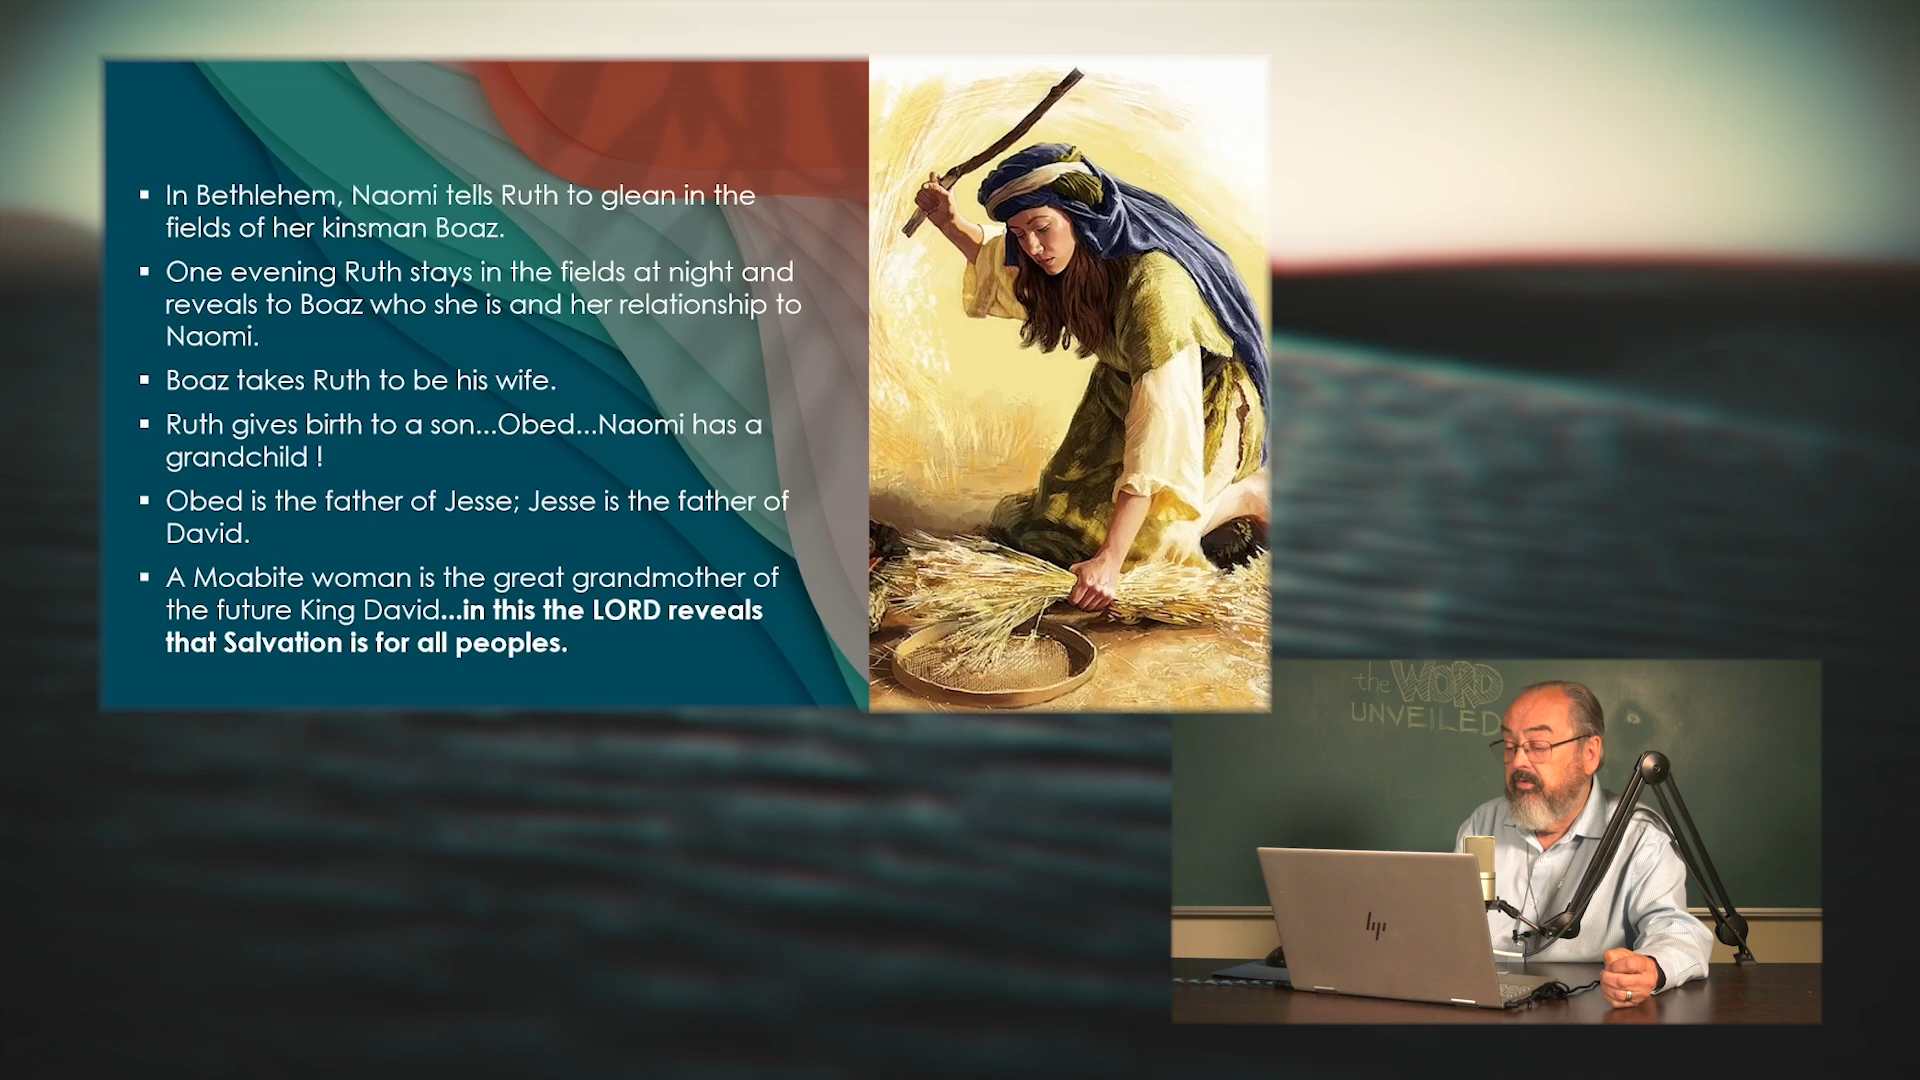 In Bethlehem, Naomi tells Ruth to glean in the
fields of her kinsman Boaz.
One evening Ruth stays in the fields at night and
reveals to Boaz who she is and her relationship to
Naomi.
Boaz takes Ruth to be his wife.
Ruth gives birth to a son...Obed...Naomi has a
grandchild !
Obed is the father of Jesse; Jesse is the father of
David.
A Moabite woman is the great grandmother of
the future King David...in this the LORD reveals
that Salvation is for all peoples.
the WORD
UNVEILED
hp